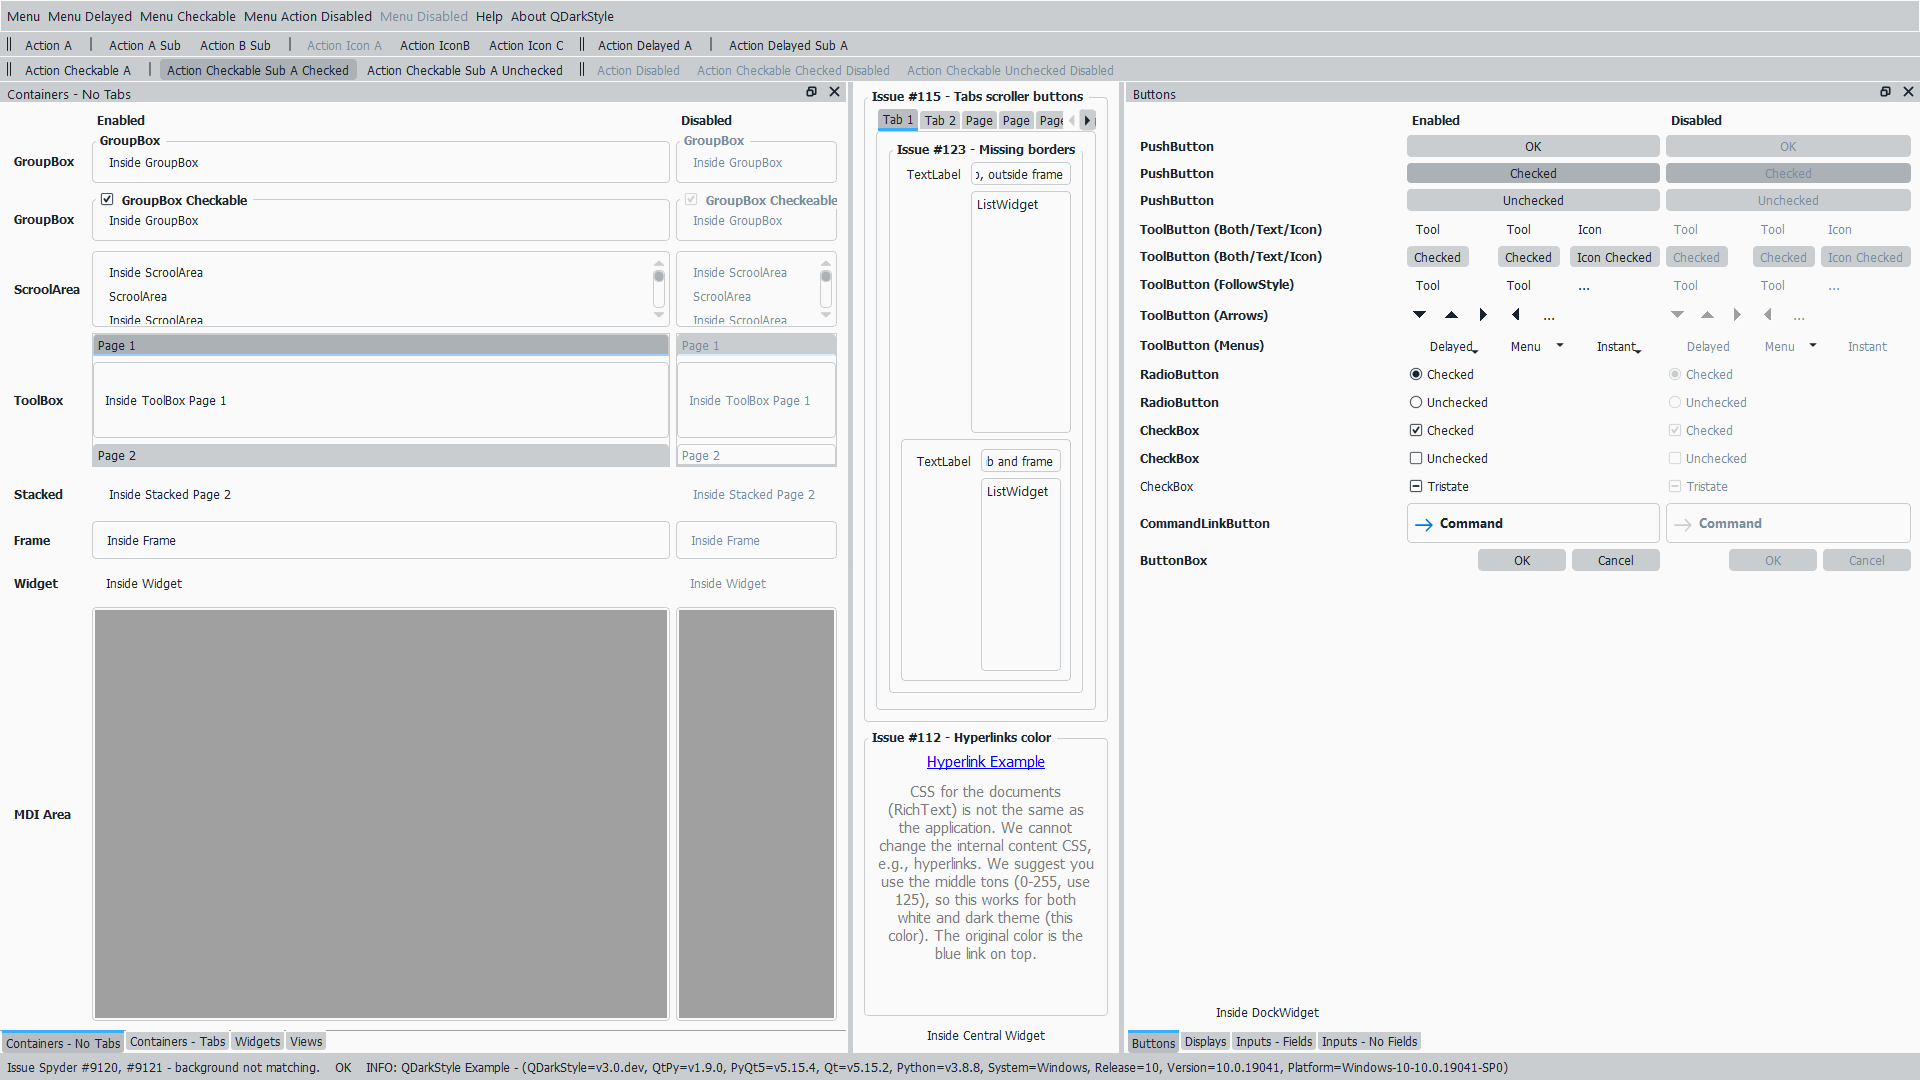 Menu Menu Delayed Menu Checkable Menu Action Disabled Menu Disabled Help About QDarkStyle
Action A Action A Sub Action B Sub Action Icon A Action IconB Action Icon C Action Delayed A Action Delayed Sub A
Action Checkable A Action Checkable Sub A Checked Action Checkable Sub A Unchecked Action Disabled Action Checkable Checked Disabled Action Checkable Unchecked Disabled
Containers - No Tabs
Enabled Disabled
GroupBox GroupBox
GroupBox Inside GroupBox Inside GroupBox
GroupBox Checkable GroupBox Checkeable
GroupBox Inside GroupBox Inside GroupBox
Inside ScroolArea Inside ScroolArea
ScroolArea ScroolArea ScroolArea
Inside ScroolArea Inside ScroolArea
Page 1 Page 1
ToolBox Inside ToolBox Page 1 Inside ToolBox Page 1
Page 2 Page 2
Stacked Inside Stacked Page 2 Inside Stacked Page 2
Frame Inside Frame Inside Frame
Widget Inside Widget Inside Widget
MDI Area
Containers - No Tabs Containers - Tabs Widgets Views
Issue #115 - Tabs scroller buttons
Tab 1 Tab 2 Page Page Page
Issue #123 - Missing borders
TextLabel , outside frame
ListWidget
TextLabel b and frame
ListWidget
Issue #112 - Hyperlinks color
Hyperlink Example
CSS for the documents
(RichText) is not the same as
the application. We cannot
change the internal content CSS,
e.g., hyperlinks. We suggest you
use the middle tons (0-255, use
125), so this works for both
white and dark theme (this
color). The original color is the
blue link on top.
Inside Central Widget
Buttons
Enabled Disabled
PushButton OK OK
PushButton Checked Checked
PushButton Unchecked Unchecked
ToolButton (Both/Text/Icon) Tool Tool Icon Tool Tool Icon
ToolButton (Both/Text/Icon) Checked Checked Icon Checked Checked Checked Icon Checked
ToolButton (FollowStyle) Tool Tool ... Tool Tool ...
ToolButton (Arrows) ... ...
ToolButton (Menus) Delayed Menu Instant Delayed Menu Instant
RadioButton Checked Checked
RadioButton Unchecked Unchecked
CheckBox Checked Checked
CheckBox Unchecked Unchecked
CheckBox Tristate Tristate
CommandLinkButton Command Command
ButtonBox OK Cancel OK Cancel
Inside DockWidget
Buttons Displays Inputs - Fields Inputs - No Fields
Issue Spyder #9120, #9121 - background not matching. OK INFO: QDarkStyle Example - (QDarkStyle=v3.0.dev, QtPy=v1.9.0, PyQt5=v5.15.4, Qt=v5.15.2, Python=v3.8.8, System=Windows, Release=10, Version=10.0.19041, Platform=Windows-10-10.0.19041-SP0)